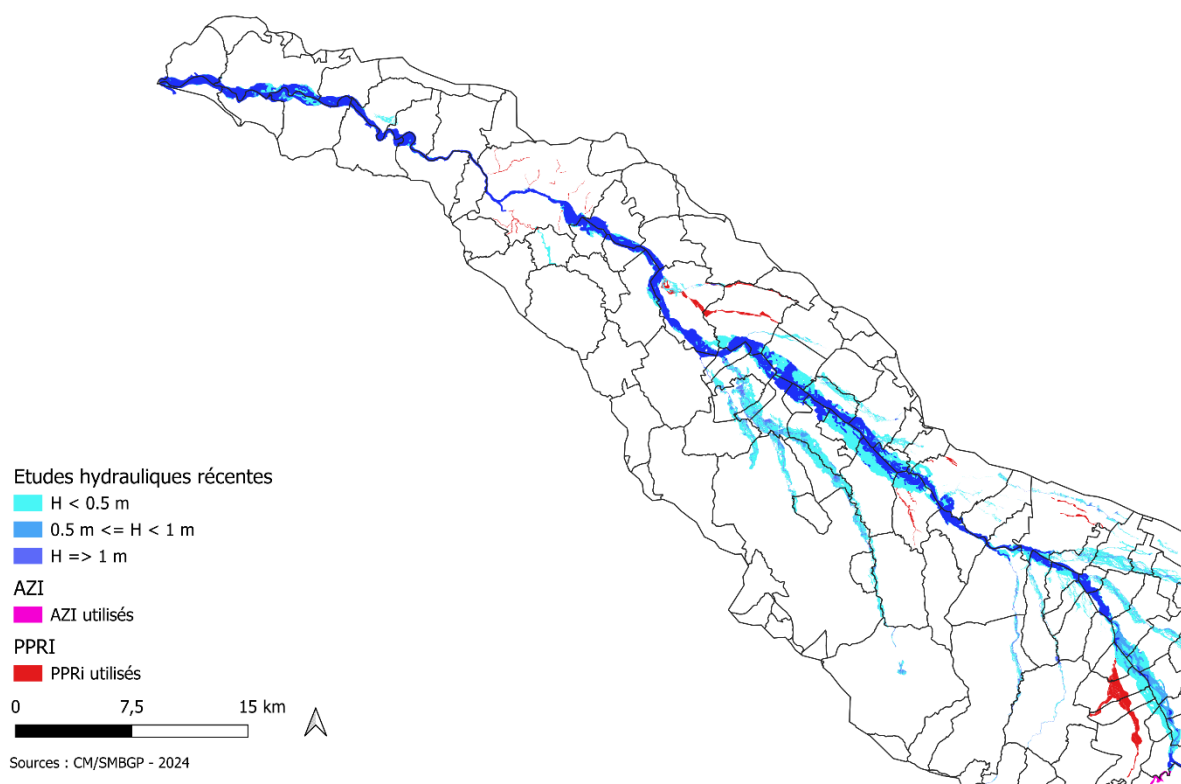 Etudes hydrauliques récentes
H < 0.5 m
0.5 m <= H < 1 m
H => 1 m
AZI
AZI utilisés
PPRI
PPRi utilisés
0 7,5 15 km
Sources : CM/SMBGP - 2024